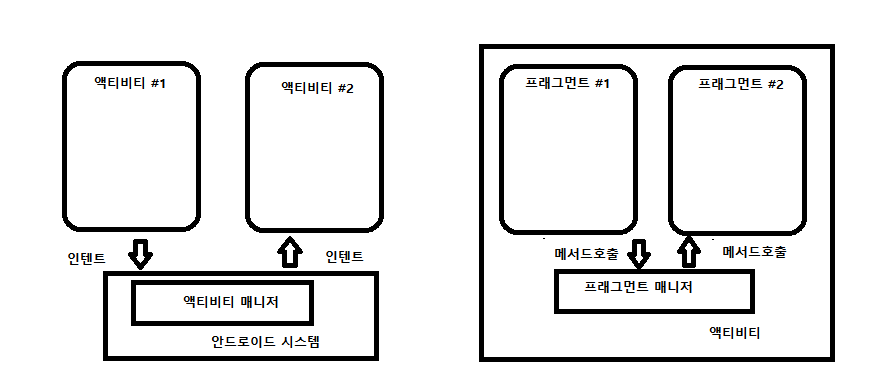 액티비티 #1
액티비티 #2
인텐트
인텐트
액티비티 매니저
안드로이드 시스템
프래그먼트 #1
프래그먼트 #2
메서드호출
메서드호출
프래그먼트 매니저
액티비티